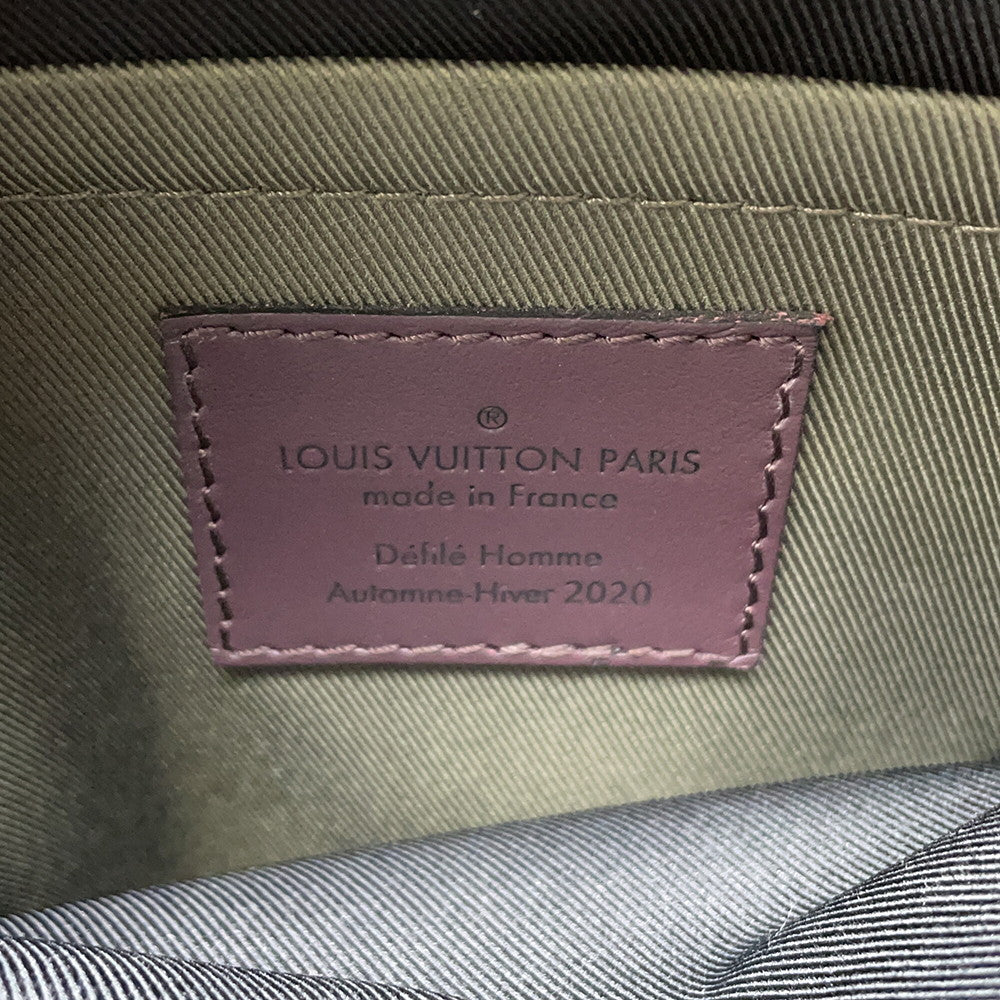 ®
LOUIS VUITTON PARIS
made in France
Défilé Homme
Automne-Hiver 2020